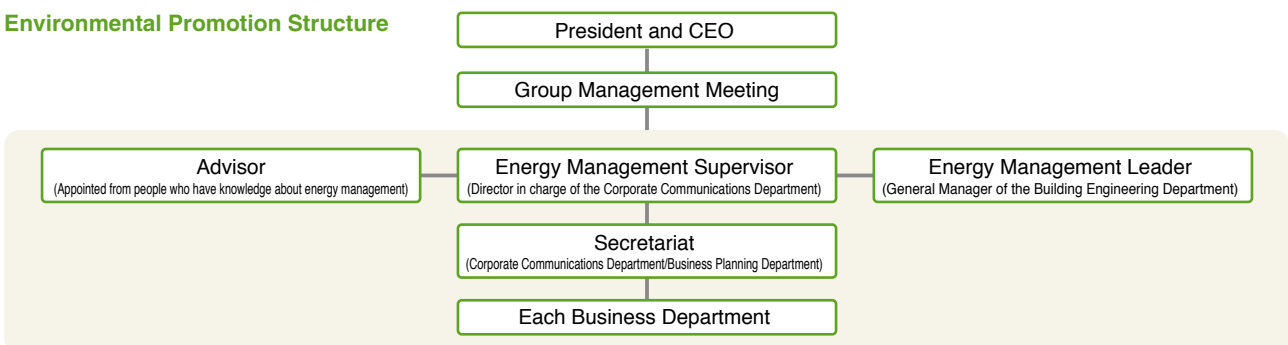 Environmental Promotion Structure
President and CEO
Group Management Meeting
Advisor
(Appointed from people who have knowledge about energy management)
Energy Management Supervisor
(Director in charge of the Corporate Communications Department)
Energy Management Leader
(General Manager of the Building Engineering Department)
Secretariat
(Corporate Communications Department/Business Planning Department)
Each Business Department